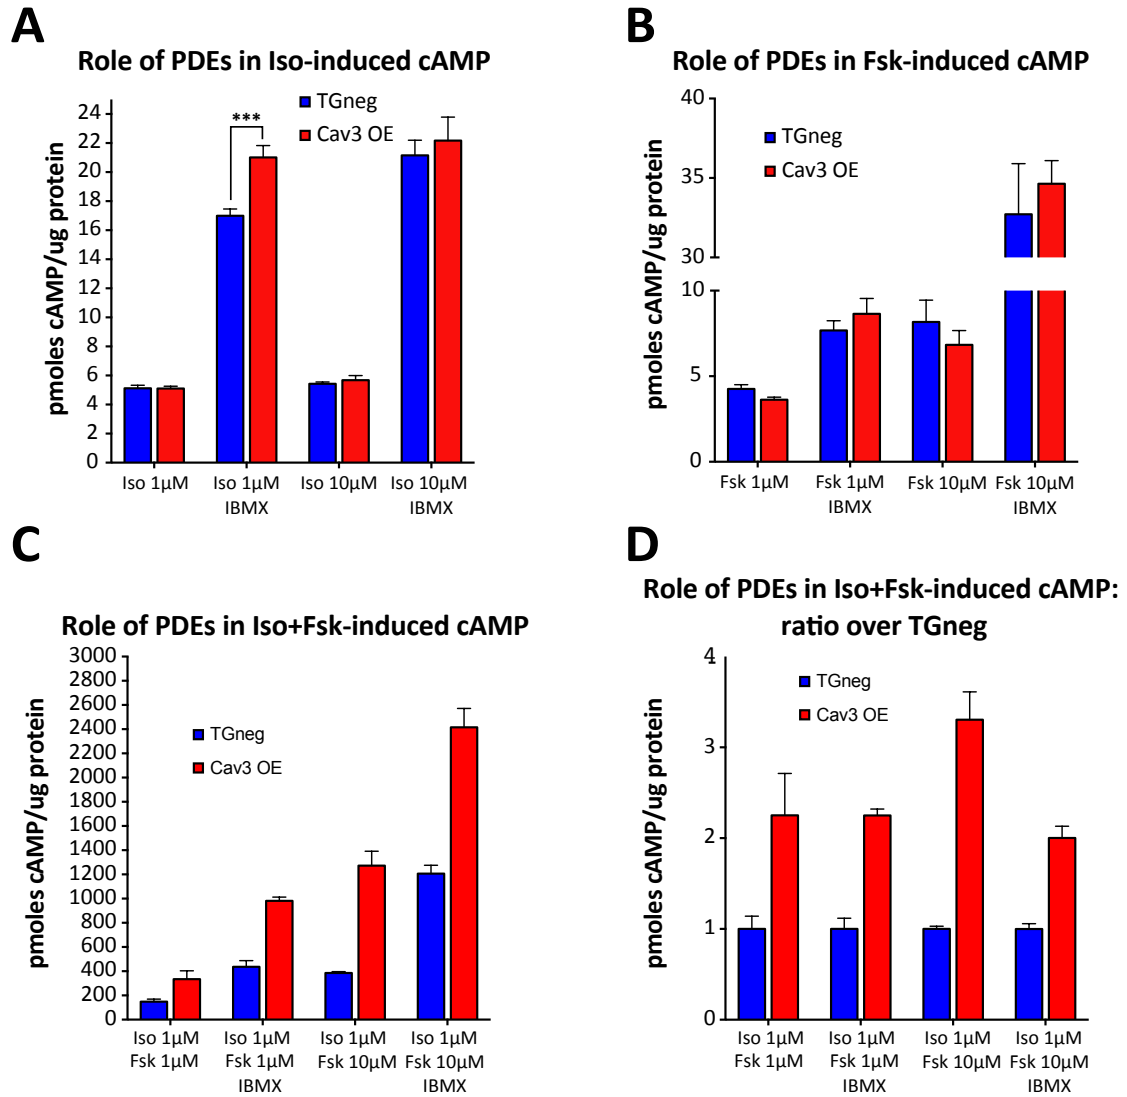 A
Role of PDEs in Iso-induced cAMP
TGneg
Cav3 OE
***
pmoles cAMP/ug protein
24
22
20
18
16
14
12
10
8
6
4
2
0
Iso 1µM
Iso 1µM
IBMX
Iso 10µM
Iso 10µM
IBMX
B
Role of PDEs in Fsk-induced cAMP
TGneg
Cav3 OE
pmoles cAMP/ug protein
40
35
30
10
5
0
Fsk 1µM
Fsk 1µM
IBMX
Fsk 10µM
Fsk 10µM
IBMX
C
Role of PDEs in Iso+Fsk-induced cAMP
TGneg
Cav3 OE
pmoles cAMP/ug protein
3000
2800
2600
2400
2200
2000
1800
1600
1400
1200
1000
800
600
400
200
0
Iso 1µM
Fsk 1µM
Iso 1µM
Fsk 1µM
IBMX
Iso 1µM
Fsk 10µM
Iso 1µM
Fsk 10µM
IBMX
D
Role of PDEs in Iso+Fsk-induced cAMP:
ratio over TGneg
TGneg
Cav3 OE
pmoles cAMP/ug protein
4
3
2
1
0
Iso 1µM
Fsk 1µM
Iso 1µM
Fsk 1µM
IBMX
Iso 1µM
Fsk 10µM
Iso 1µM
Fsk 10µM
IBMX